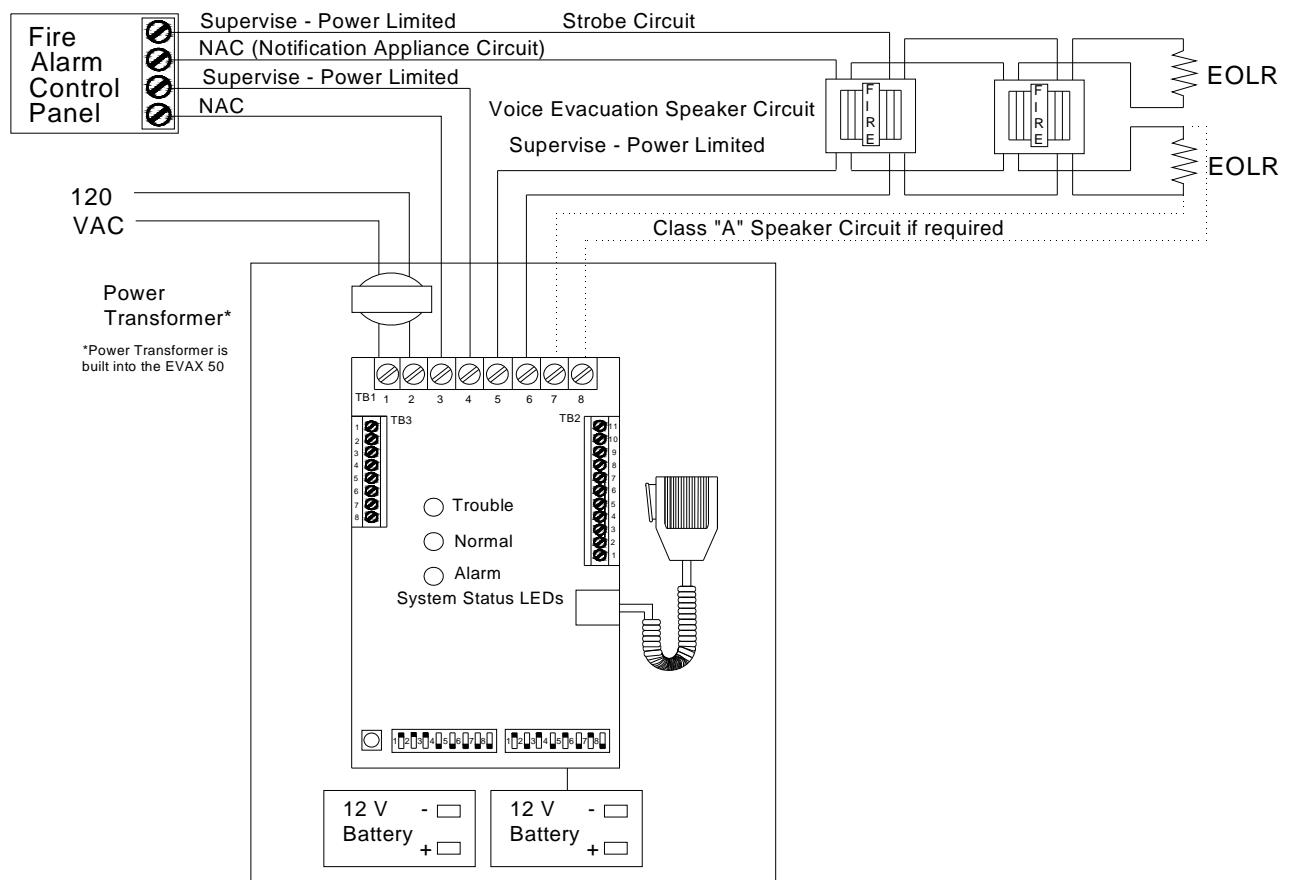 Fire
Alarm
Control
Panel
Supervise - Power Limited
Strobe Circuit
NAC (Notification Appliance Circuit)
Supervise - Power Limited
NAC
EOLR
Voice Evacuation Speaker Circuit
FIRE
FIRE
Supervise - Power Limited
EOLR
120
VAC
Class "A" Speaker Circuit if required
Power
Transformer*
*Power Transformer is
built into the EVAX 50
TB1 1 2 3 4 5 6 7 8
TB3
1
2
3
4
5
6
7
8
TB2
11
10
9
8
7
6
5
4
3
2
1
Trouble
Normal
Alarm
System Status LEDs
1 2 3 4 5 6 7 8
1 2 3 4 5 6 7 8
12 V -
Battery
+
12 V -
Battery
+